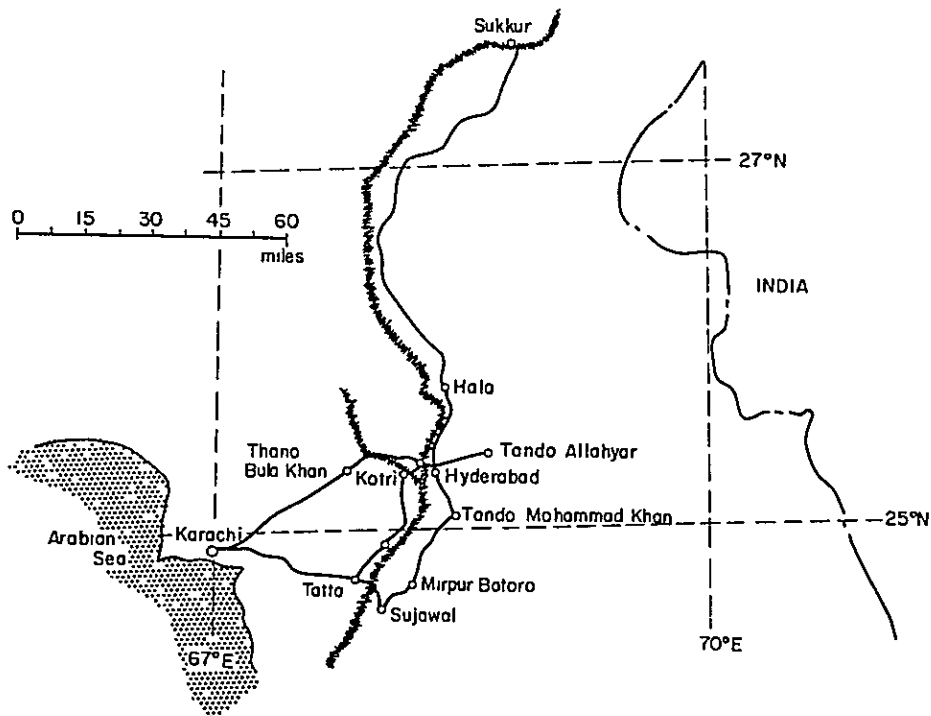 Sukkur
27°N
0 15 30 45 60
miles
INDIA
Hala
Thano
Bula Khan
Tando Allahyar
Kotri
Hyderabad
Tando Mohammad Khan
25°N
Arabian
Sea
Karachi
Tatta
Mirpur Batoro
Sujawal
67°E
70°E